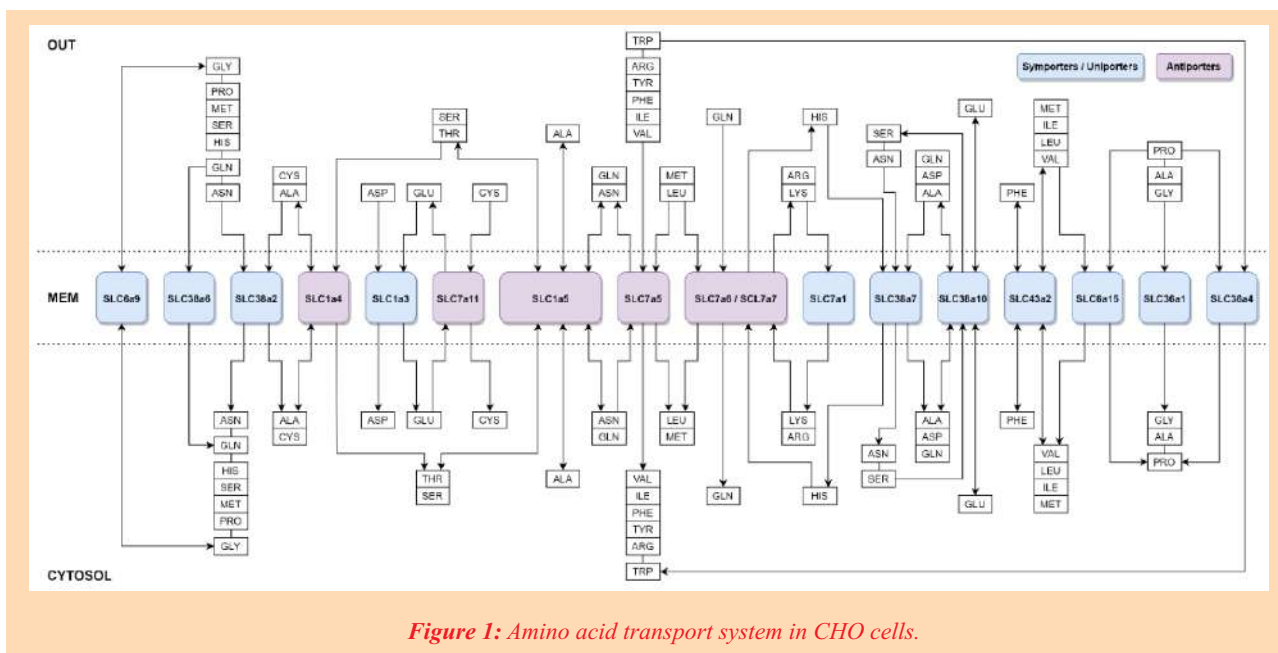 OUT
TRP
Symporters / Uniporters
Antiporters
GLY
ARG
PRO
TYR
MET
PHE
SER
ILE
HIS
VAL
SER
THR
ALA
GLN
HIS
GLU
MET
ILE
LEU
VAL
SER
ASN
PRO
ALA
GLY
GLN
ASN
CYS
ALA
ASP
GLU
CYS
GLN
ASN
MET
LEU
ARG
LYS
GLN
ASP
ALA
PHE
MEM
SLC6a9
SLC38a6
SLC38a2
SLC1a4
SLC1a3
SLC7a11
SLC1a5
SLC7a5
SLC7a6 / SCL7a7
SLC7a1
SLC38a7
SLC38a10
SLC43a2
SLC6a15
SLC36a1
SLC38a4
ASN
ALA
CYS
ASP
GLU
CYS
ASN
GLN
LEU
MET
LYS
ARG
ALA
ASP
GLN
PHE
GLY
ALA
PRO
GLN
HIS
SER
MET
PRO
GLY
THR
SER
ALA
VAL
ILE
PHE
TYR
ARG
TRP
GLN
HIS
ASN
SER
GLU
VAL
LEU
ILE
MET
CYTOSOL
Figure 1: Amino acid transport system in CHO cells.